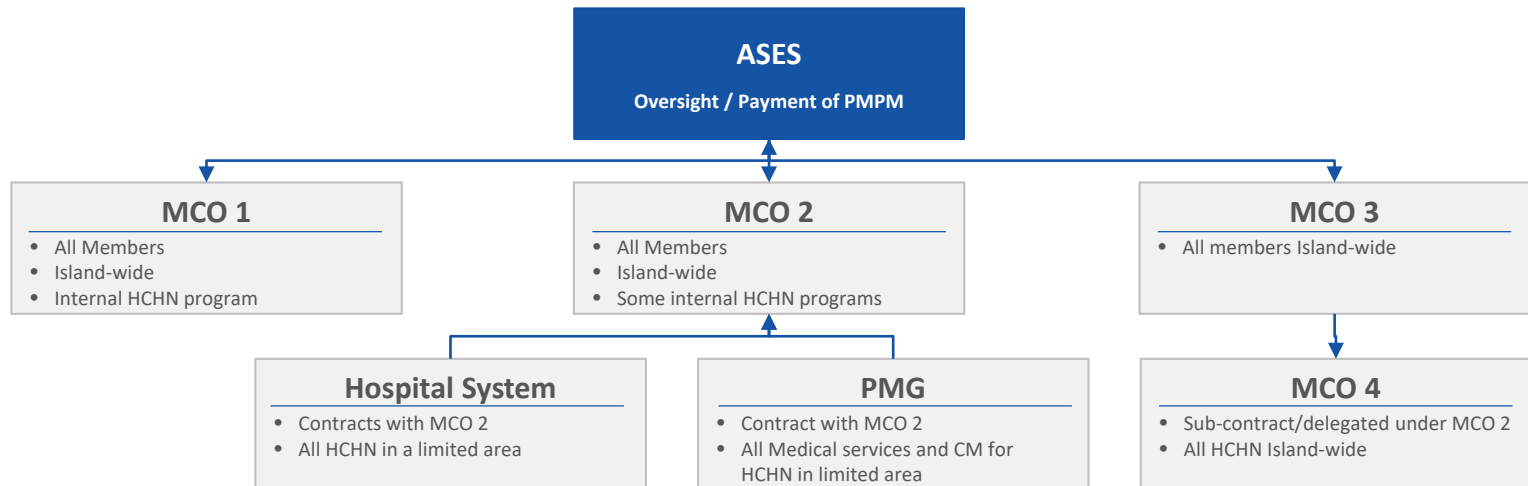 ASES
Oversight / Payment of PMPM
MCO 1
• All Members
• Island-wide
• Internal HCHN program
MCO 2
• All Members
• Island-wide
• Some internal HCHN programs
MCO 3
• All members Island-wide
Hospital System
• Contracts with MCO 2
• All HCHN in a limited area
PMG
• Contract with MCO 2
• All Medical services and CM for
HCHN in limited area
MCO 4
• Sub-contract/delegated under MCO 2
• All HCHN Island-wide